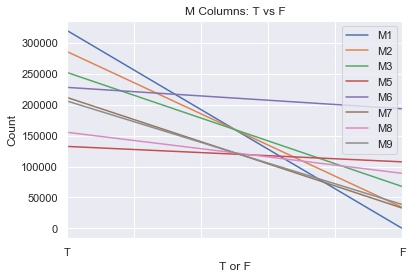 M Columns: T vs F
300000
250000
200000
150000
100000
50000
0
Count
T
F
T or F
M1
M2
M3
M5
M6
M7
M8
M9